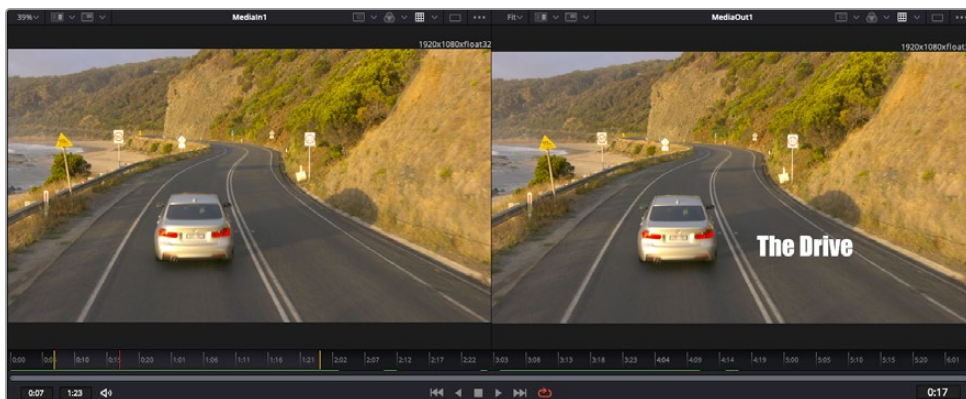 39%
MediaIn1
Fit
MediaOut1
1920x1080xfloat32
1920x1080xfloat32
The Drive
0:00 0:05 0:10 0:15 0:20 1:01 1:06 1:11 1:16 1:21 2:02 2:07 2:12 2:17 2:22 3:03 3:08 3:13 3:18 3:23 4:04 4:09 4:14 4:19 5:00 5:05 5:10 5:15 5:20 6:01
0:07 1:23 0:17